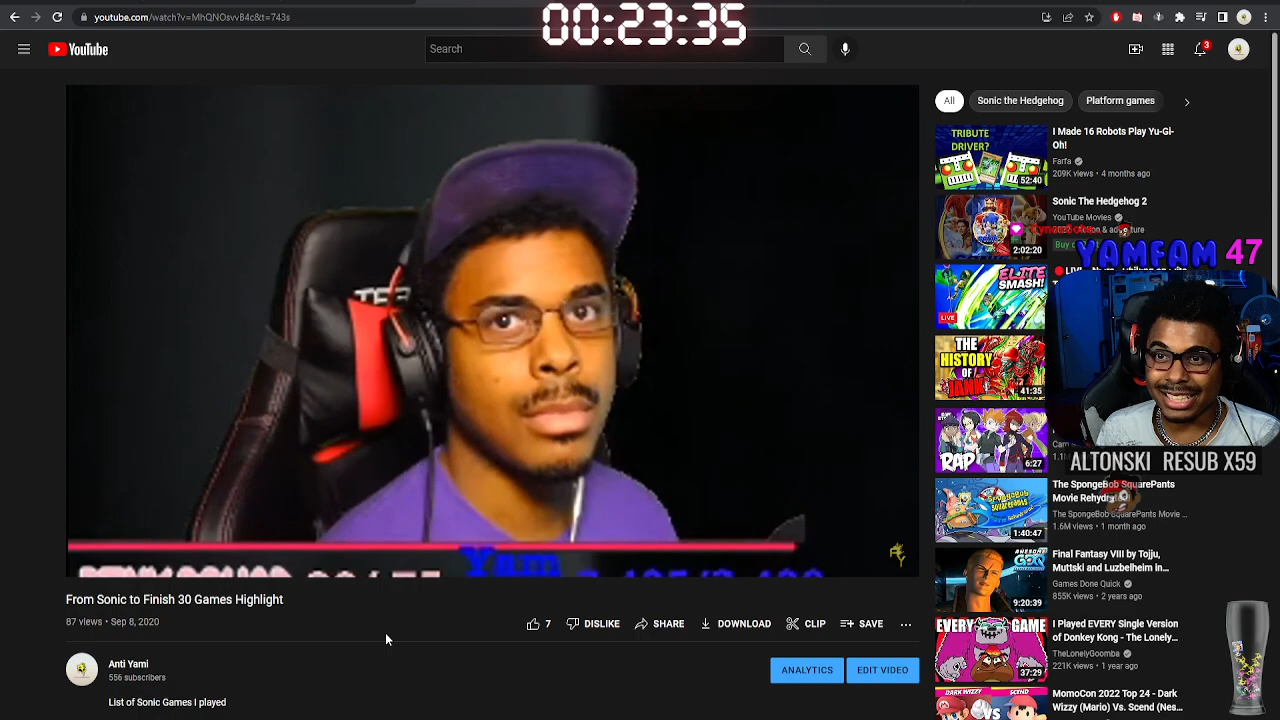 youtube.com/watch?v=MhQNOsvvB4c&t=743s
00:23:35
YouTube
Search
3
All
Sonic the Hedgehog
Platform games
TRIBUTE
DRIVER?
52:40
I Made 16 Robots Play Yu-Gi-
Oh!
Farfa
209K views • 4 months ago
Sonic The Hedgehog 2
YouTube Movies
2:02:20
YAMFAM 47
ELITE
SMASH!
LIVE
THE
HISTORY
OF
JANK
41:35
RAP
6:27
ALTONSKI RESUB X59
The SpongeBob SquarePants
The SpongeBob SquarePants Movie ...
1.6M views • 1 month ago
1:40:47
Final Fantasy VIII by Tojju,
Muttski and Luzbelheim in...
Games Done Quick
855K views • 2 years ago
9:20:39
EVERY GAME
37:29
I Played EVERY Single Version
of Donkey Kong - The Lonely...
TheLonelyGoomba
221K views • 1 year ago
DARK WIZZY
SCEND
VS
MomoCon 2022 Top 24 - Dark
Wizzy (Mario) Vs. Scend (Nes...
Yam
From Sonic to Finish 30 Games Highlight
87 views • Sep 8, 2020
7
DISLIKE
SHARE
DOWNLOAD
CLIP
SAVE
Anti Yami
556 subscribers
ANALYTICS
EDIT VIDEO
List of Sonic Games I played